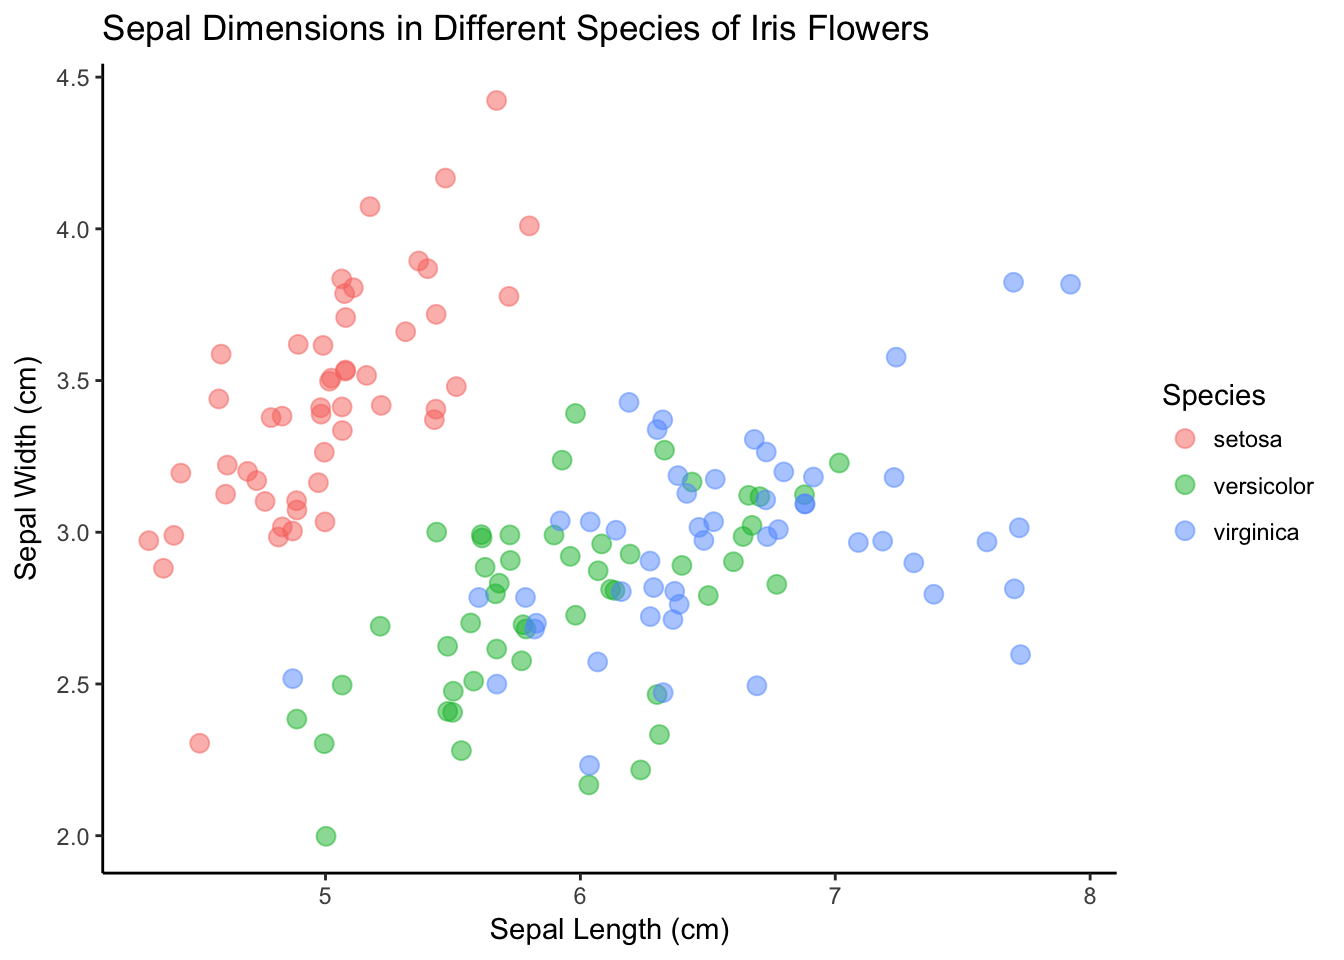 Sepal Dimensions in Different Species of Iris Flowers
4.5
4.0
3.5
3.0
2.5
2.0
Sepal Width (cm)
5 6 7 8
Sepal Length (cm)
Species
setosa
versicolor
virginica